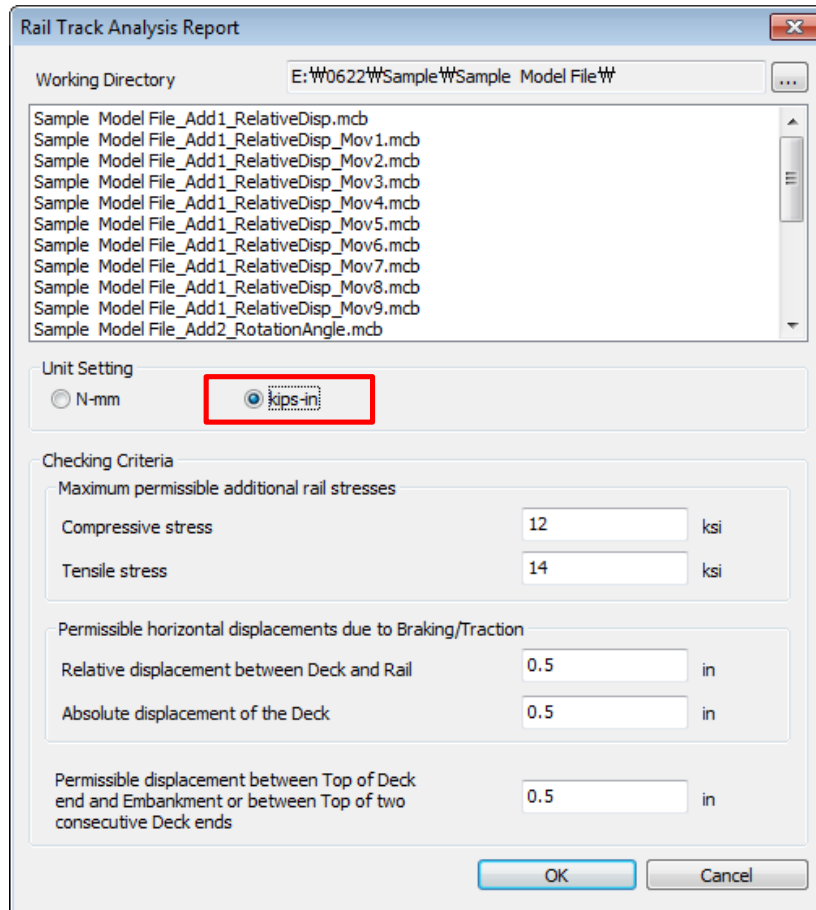 Rail Track Analysis Report
Working Directory
E:₩0622₩Sample₩Sample Model File₩
...
Sample Model File_Add1_RelativeDisp.mcb
Sample Model File_Add1_RelativeDisp_Mov1.mcb
Sample Model File_Add1_RelativeDisp_Mov2.mcb
Sample Model File_Add1_RelativeDisp_Mov3.mcb
Sample Model File_Add1_RelativeDisp_Mov4.mcb
Sample Model File_Add1_RelativeDisp_Mov5.mcb
Sample Model File_Add1_RelativeDisp_Mov6.mcb
Sample Model File_Add1_RelativeDisp_Mov7.mcb
Sample Model File_Add1_RelativeDisp_Mov8.mcb
Sample Model File_Add1_RelativeDisp_Mov9.mcb
Sample Model File_Add2_RotationAngle.mcb
Unit Setting
N-mm kips-in
Checking Criteria
Maximum permissible additional rail stresses
Compressive stress 12 ksi
Tensile stress 14 ksi
Permissible horizontal displacements due to Braking/Traction
Relative displacement between Deck and Rail 0.5 in
Absolute displacement of the Deck 0.5 in
Permissible displacement between Top of Deck
end and Embankment or between Top of two
consecutive Deck ends
0.5 in
OK Cancel